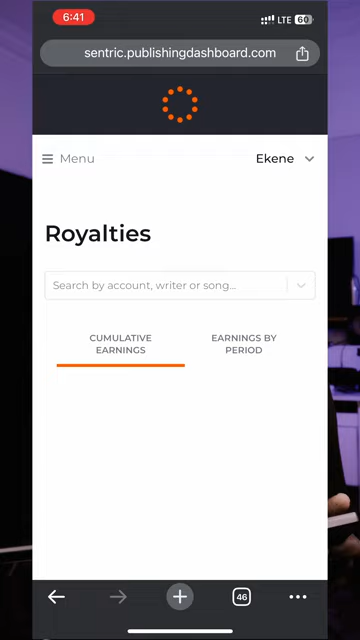 6:41
LTE 60
sentric.publishingdashboard.com
Menu
Ekene
Royalties
Search by account, writer or song...
CUMULATIVE
EARNINGS
EARNINGS BY
PERIOD
46